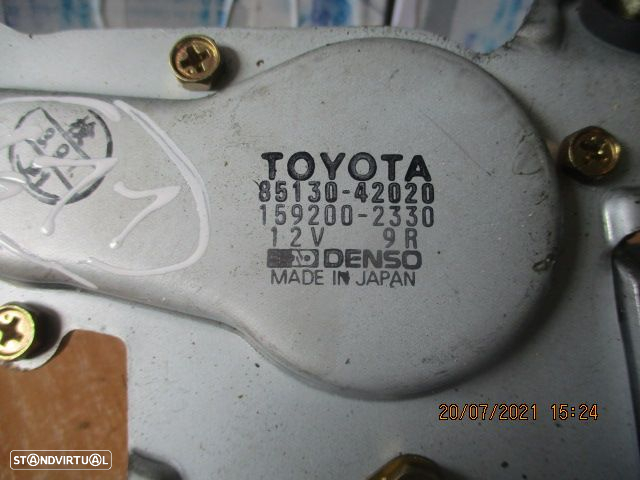 TOYOTA
85130-42020
159200-2330
12V 9R
DENSO
MADE IN JAPAN
20/07/2021 15:24
STANDVIRTUAL